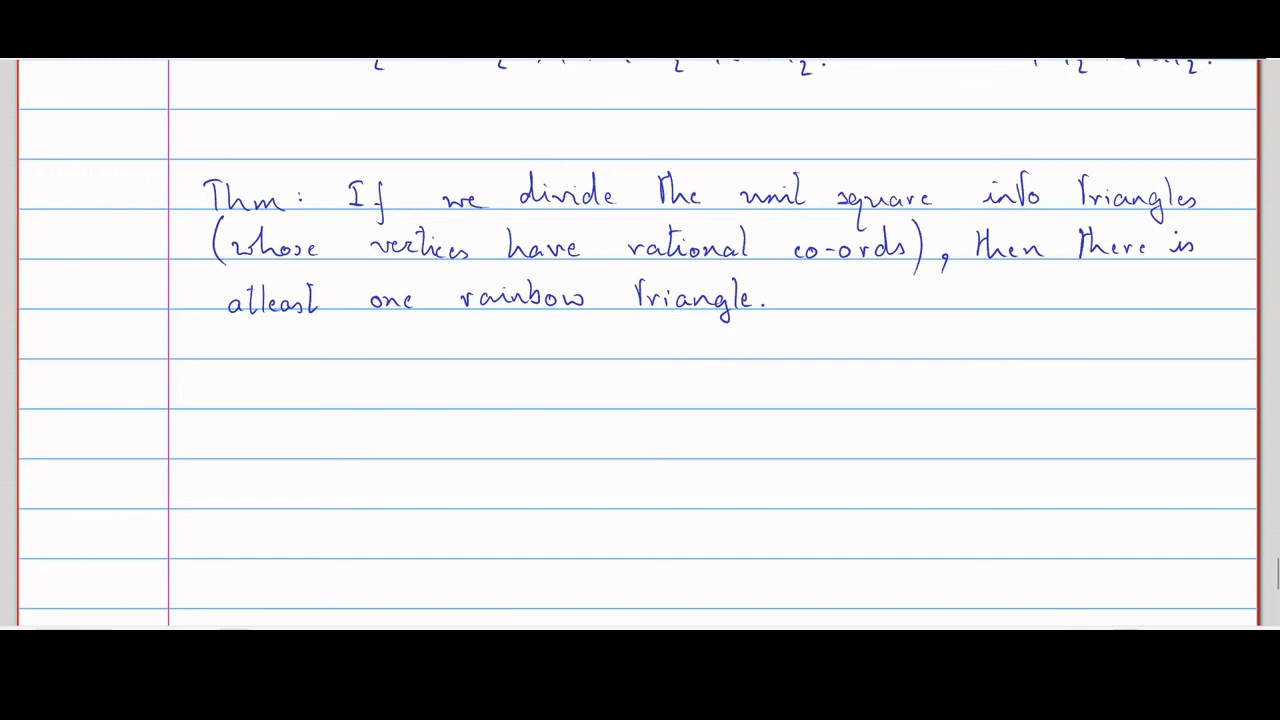 Thm: If we divide the unit square into triangles
(whose vertices have rational co-ords), then there is
atleast one rainbow triangle.